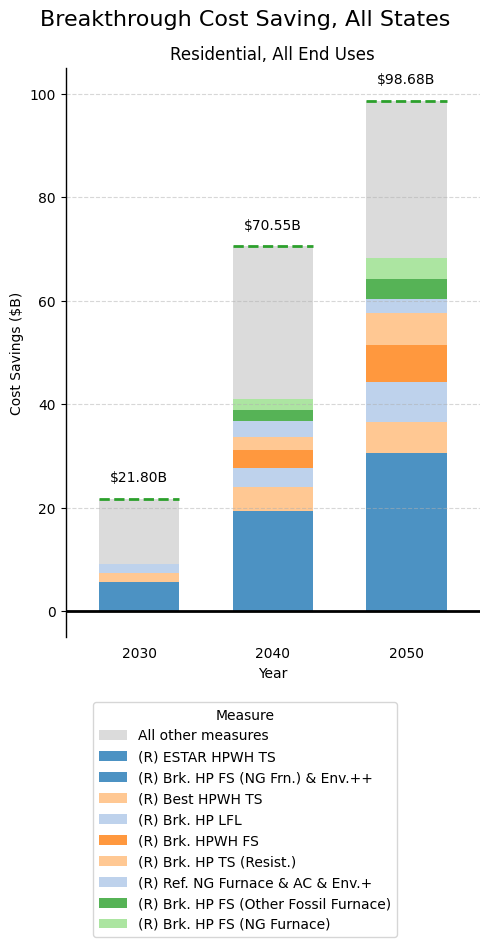 Breakthrough Cost Saving, All States
Residential, All End Uses
$98.68B
100
80
$70.55B
60
Cost Savings ($B)
40
$21.80B
20
0
2030 2040 2050
Year
Measure
All other measures
(R) ESTAR HPWH TS
(R) Brk. HP FS (NG Frn.) & Env.++
(R) Best HPWH TS
(R) Brk. HP LFL
(R) Brk. HPWH FS
(R) Brk. HP TS (Resist.)
(R) Ref. NG Furnace & AC & Env.+
(R) Brk. HP FS (Other Fossil Furnace)
(R) Brk. HP FS (NG Furnace)